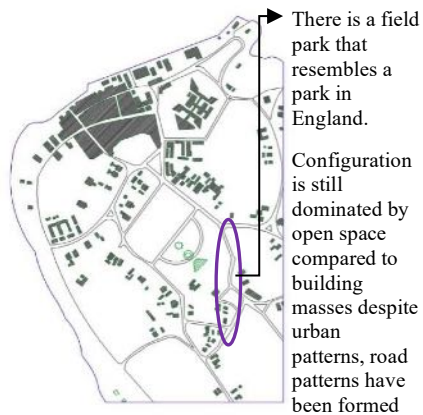 There is a field
park that
resembles a
park in
England.
Configuration
is still
dominated by
open space
compared to
building
masses despite
urban
patterns, road
patterns have
been formed